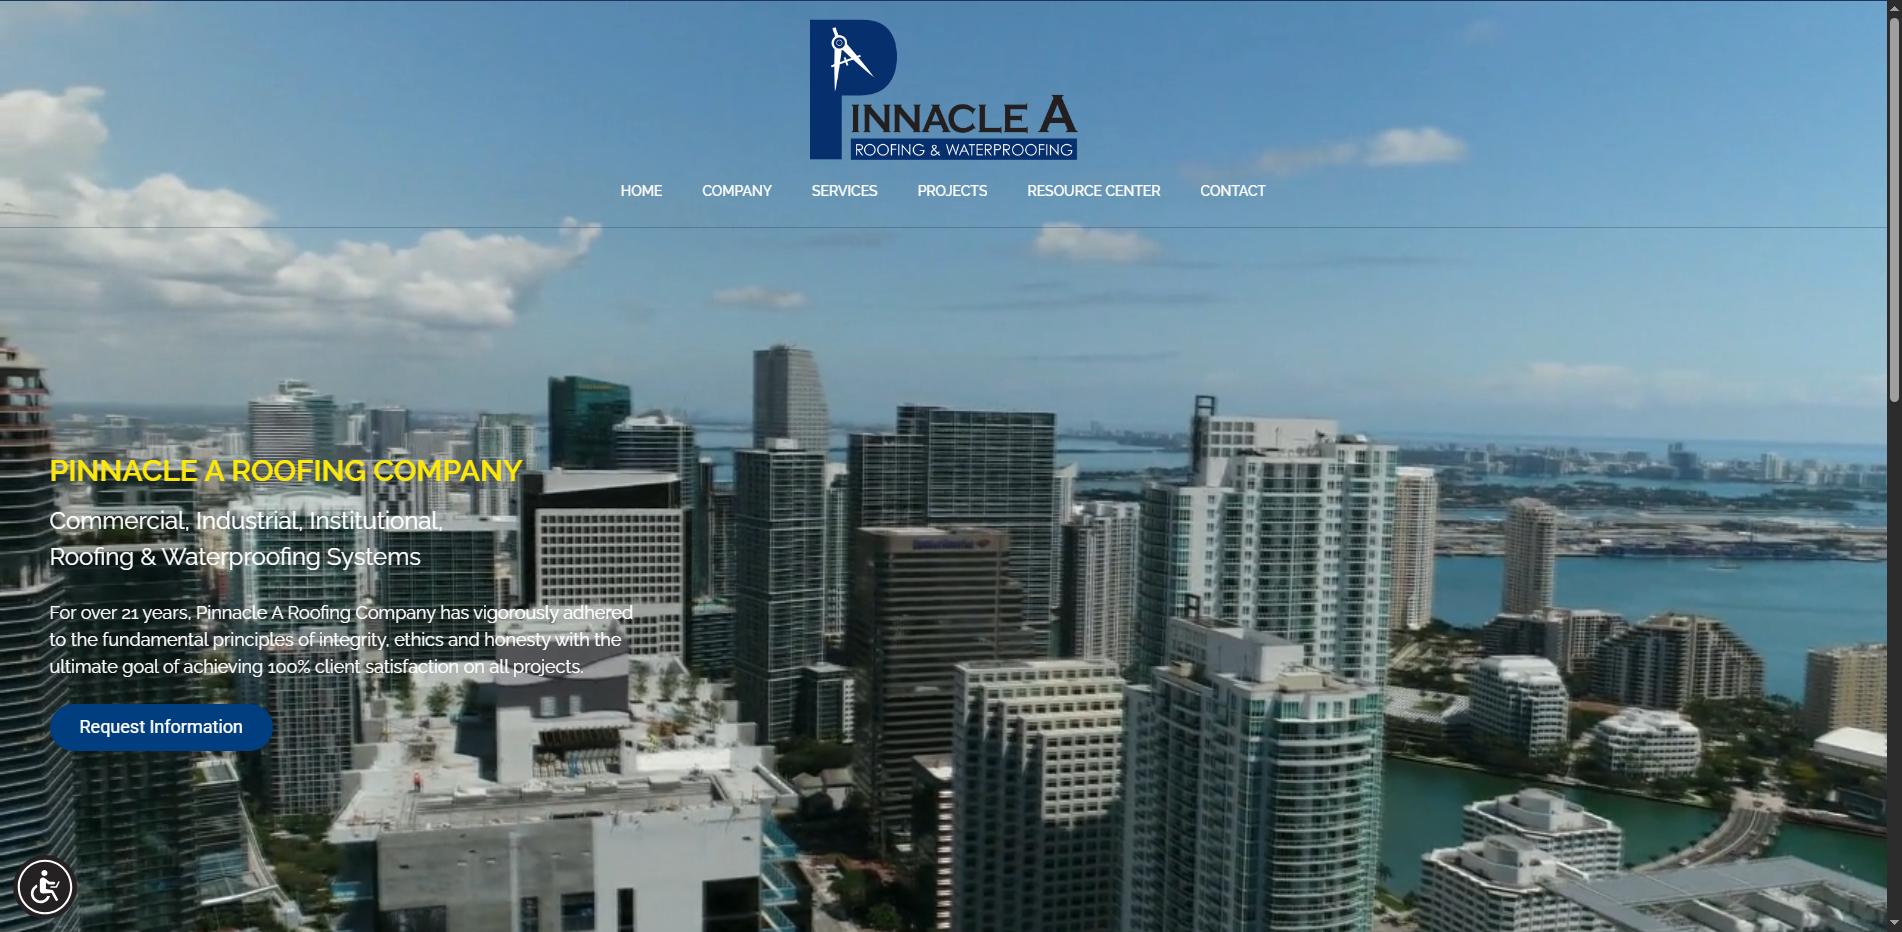 PINNACLE A
ROOFING & WATERPROOFING
HOME
COMPANY
SERVICES
PROJECTS
RESOURCE CENTER
CONTACT
PINNACLE A ROOFING COMPANY
Commercial, Industrial, Institutional,
Roofing & Waterproofing Systems
For over 21 years, Pinnacle A Roofing Company has vigorously adhered
to the fundamental principles of integrity, ethics and honesty with the
ultimate goal of achieving 100% client satisfaction on all projects.
Request Information